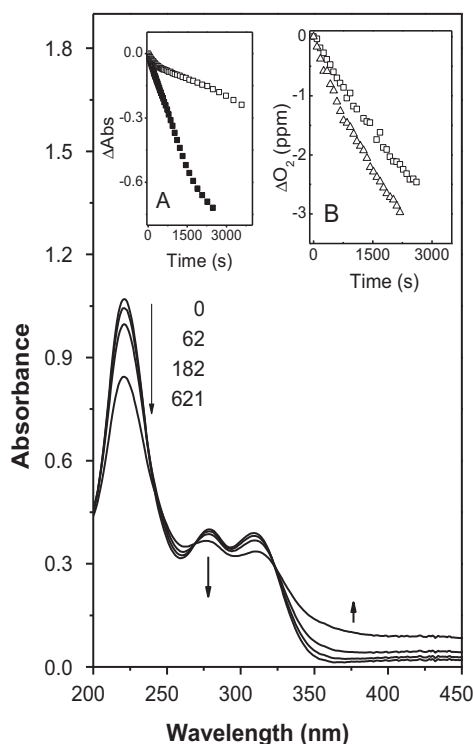 0.0
-0.3
-0.6
ΔAbs
A
0 1500 3000
Time (s)
0
-1
-2
-3
ΔO2 (ppm)
B
0 1500 3000
Time (s)
1.8
1.5
1.2
0.9
0.6
0.3
0.0
Absorbance
0
62
182
621
200 250 300 350 400 450
Wavelength (nm)